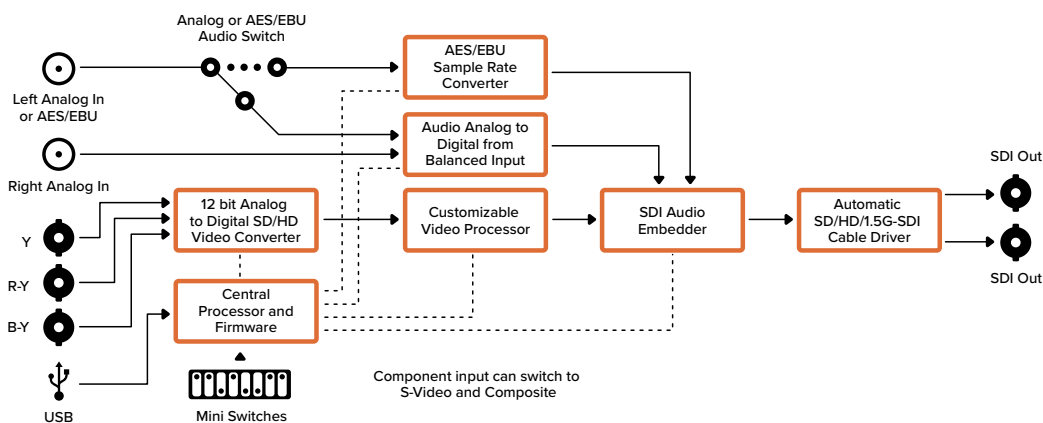 Analog or AES/EBU
Audio Switch
Left Analog In
or AES/EBU
Right Analog In
AES/EBU
Sample Rate
Converter
Audio Analog to
Digital from
Balanced Input
Y
R-Y
B-Y
USB
12 bit Analog
to Digital SD/HD
Video Converter
Central
Processor and
Firmware
Mini Switches
Customizable
Video Processor
SDI Audio
Embedder
Automatic
SD/HD/1.5G-SDI
Cable Driver
SDI Out
SDI Out
Component input can switch to
S-Video and Composite